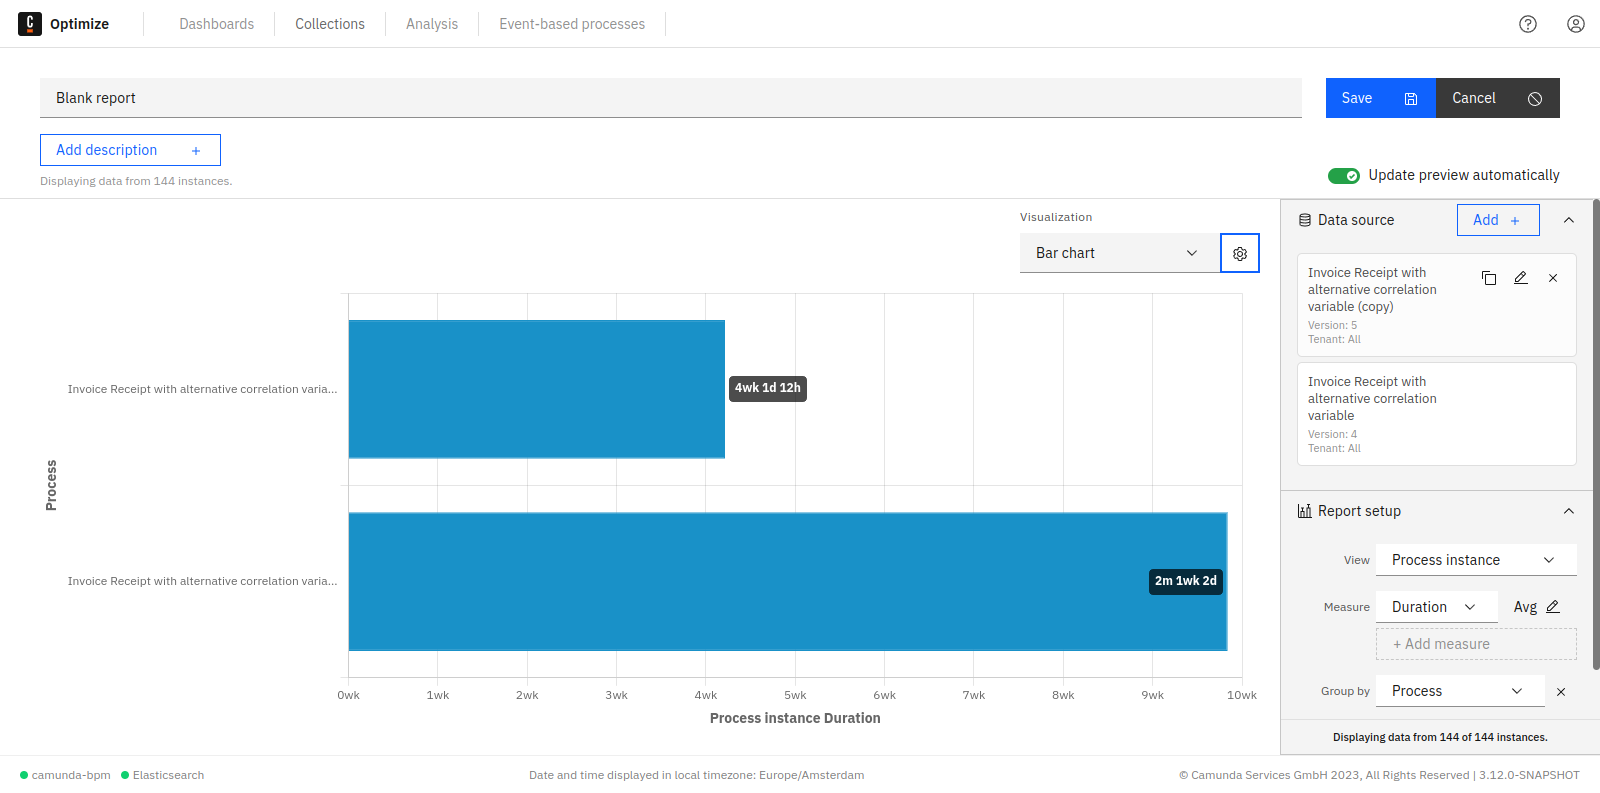 C Optimize Dashboards Collections Analysis Event-based processes
Blank report
Save Cancel
Add description +
Displaying data from 144 instances.
Update preview automatically
Visualization
Bar chart
Process
Invoice Receipt with alternative correlation varia...
4wk 1d 12h
Invoice Receipt with alternative correlation varia...
2m 1wk 2d
0wk 1wk 2wk 3wk 4wk 5wk 6wk 7wk 8wk 9wk 10wk
Process instance Duration
Data source Add +
Invoice Receipt with
alternative correlation
variable (copy)
Version: 5
Tenant: All
Invoice Receipt with
alternative correlation
variable
Version: 4
Tenant: All
Report setup
View Process instance
Measure Duration Avg
+ Add measure
Group by Process
Displaying data from 144 of 144 instances.
camunda-bpm Elasticsearch Date and time displayed in local timezone: Europe/Amsterdam © Camunda Services GmbH 2023, All Rights Reserved | 3.12.0-SNAPSHOT